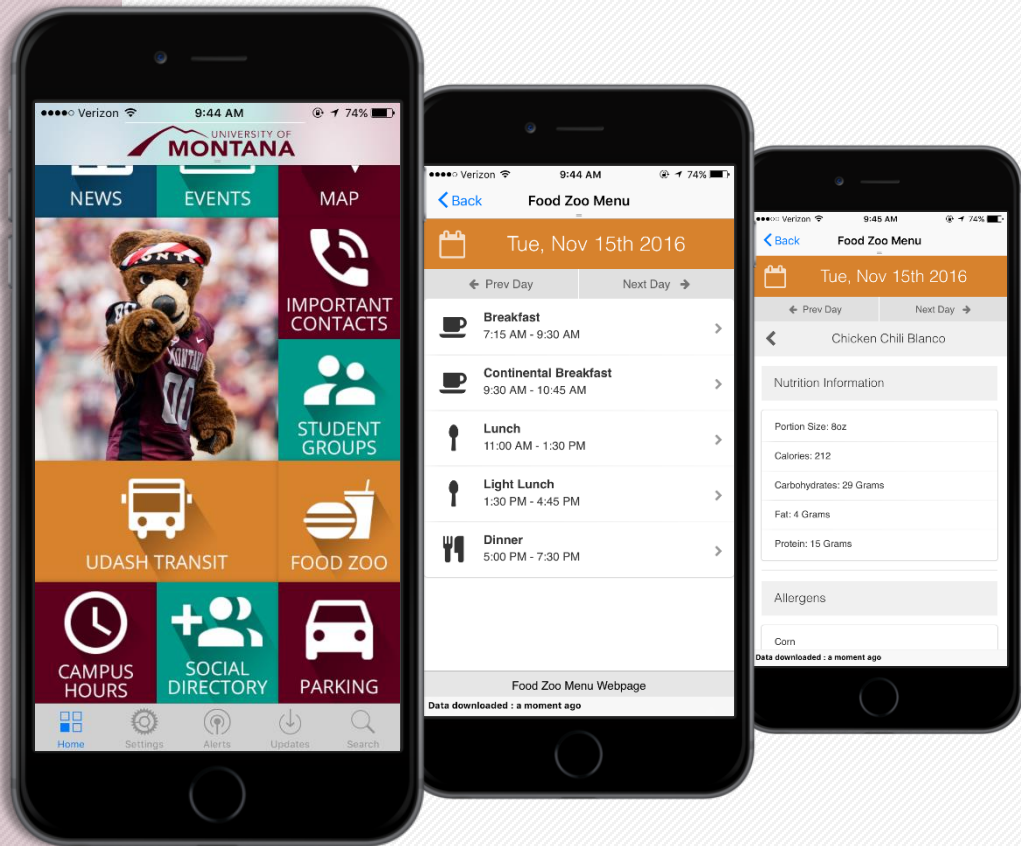 ●●●●○ Verizon 9:44 AM 74%
UNIVERSITY OF
MONTANA
NEWS EVENTS MAP
IMPORTANT
CONTACTS
STUDENT
GROUPS
MONTANA
00
UDASH TRANSIT FOOD ZOO
CAMPUS
HOURS
SOCIAL
DIRECTORY
PARKING
Home Settings Alerts Updates Search
●●●●○ Verizon 9:44 AM 74%
Back Food Zoo Menu
Tue, Nov 15th 2016
← Prev Day Next Day →
Breakfast
7:15 AM - 9:30 AM
Continental Breakfast
9:30 AM - 10:45 AM
Lunch
11:00 AM - 1:30 PM
Light Lunch
1:30 PM - 4:45 PM
Dinner
5:00 PM - 7:30 PM
Food Zoo Menu Webpage
Data downloaded : a moment ago
●●●○○ Verizon 9:45 AM 74%
Back Food Zoo Menu
Tue, Nov 15th 2016
← Prev Day Next Day →
Chicken Chili Blanco
Nutrition Information
Portion Size: 8oz
Calories: 212
Carbohydrates: 29 Grams
Fat: 4 Grams
Protein: 15 Grams
Allergens
Corn
Data downloaded : a moment ago